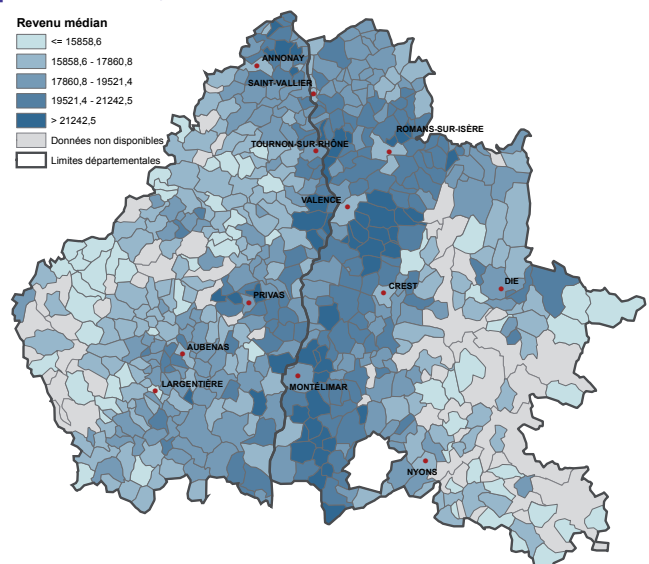 Revenu médian
<= 15858,6
15858,6 - 17860,8
17860,8 - 19521,4
19521,4 - 21242,5
> 21242,5
Données non disponibles
Limites départementales
ANNONAY
SAINT-VALLIER
TOURNON-SUR-RHÔNE
ROMANS-SUR-ISÈRE
VALENCE
PRIVAS
CREST
DIE
AUBENAS
LARGENTIÈRE
MONTÉLIMAR
NYONS